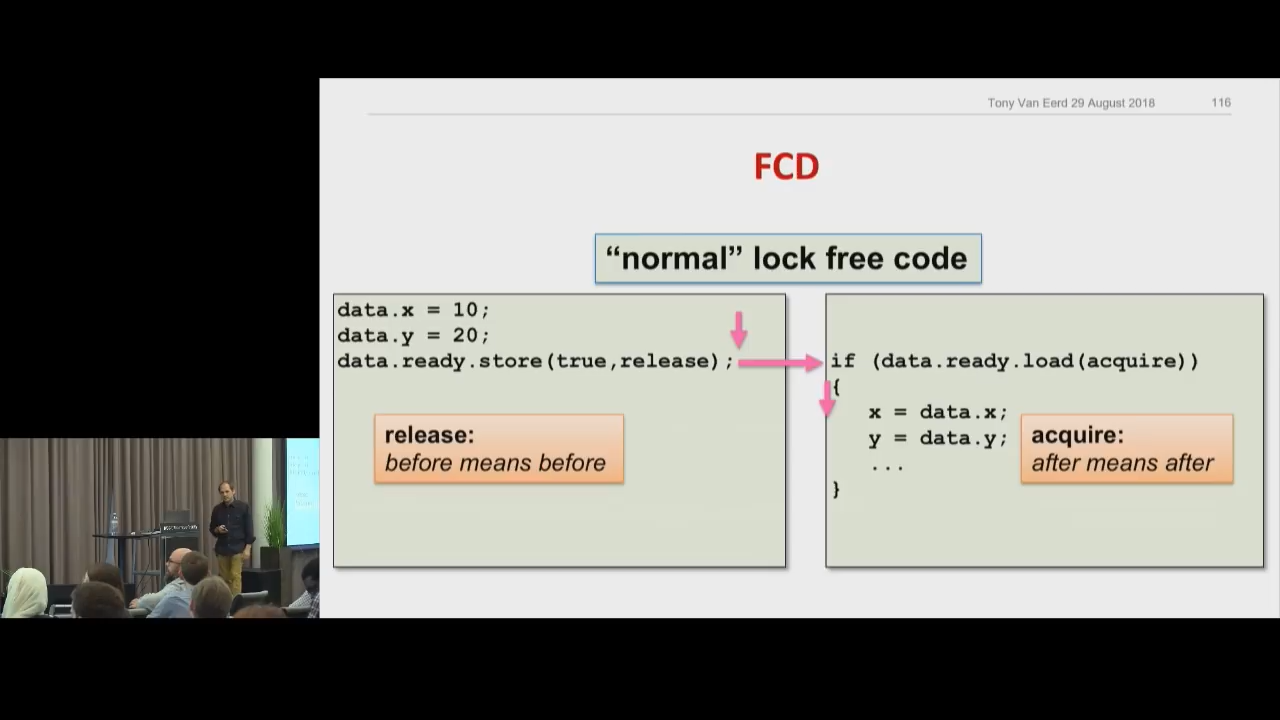 Tony Van Eerd 29 August 2018 116
FCD
“normal” lock free code
data.x = 10;
data.y = 20;
data.ready.store(true,release);
release:
before means before
if (data.ready.load(acquire))
{
x = data.x;
y = data.y;
...
}
acquire:
after means after